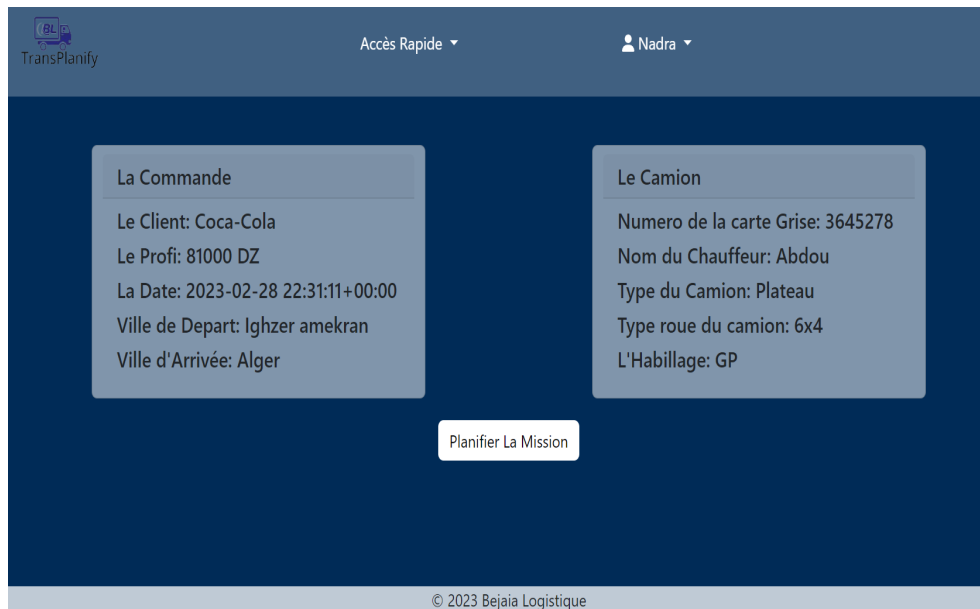 BL
TransPlanify
Accès Rapide
Nadra
La Commande
Le Client: Coca-Cola
Le Profi: 81000 DZ
La Date: 2023-02-28 22:31:11+00:00
Ville de Depart: Ighzer amekran
Ville d'Arrivée: Alger
Le Camion
Numero de la carte Grise: 3645278
Nom du Chauffeur: Abdou
Type du Camion: Plateau
Type roue du camion: 6x4
L'Habillage: GP
Planifier La Mission
© 2023 Bejaia Logistique